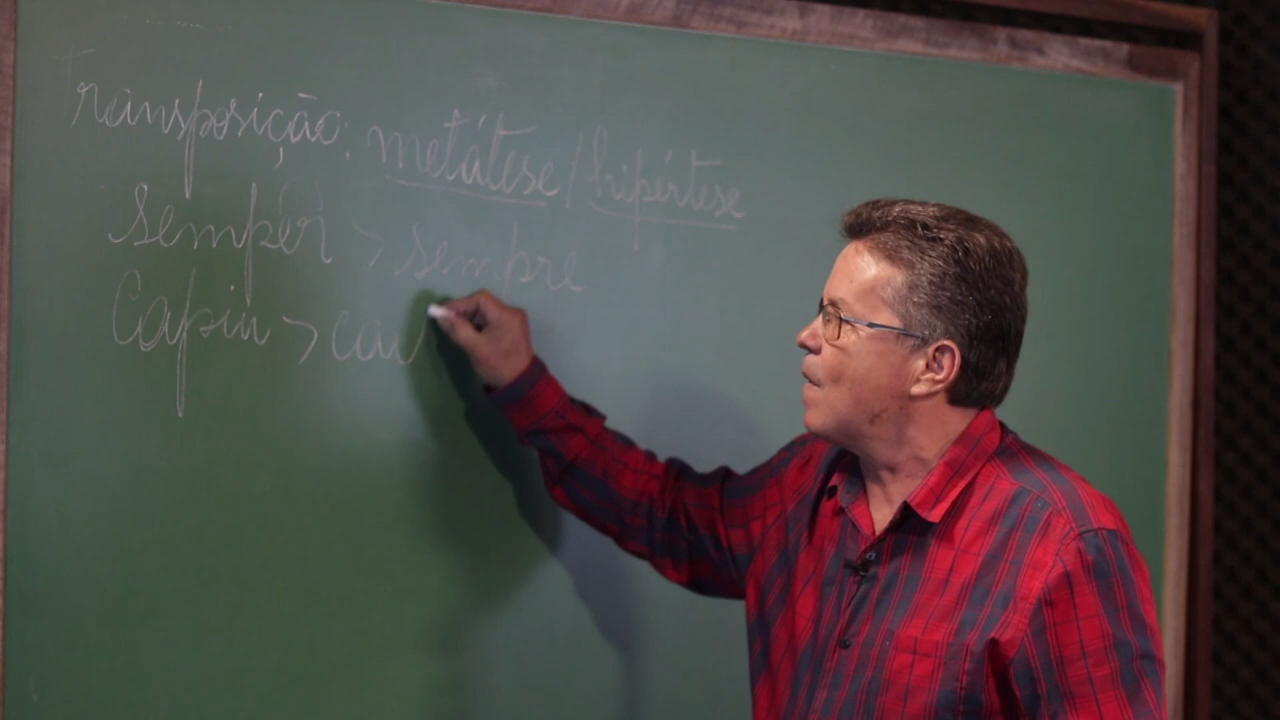 Transposição: metátese/hipértese
Semper > sempre
Capiu > cai